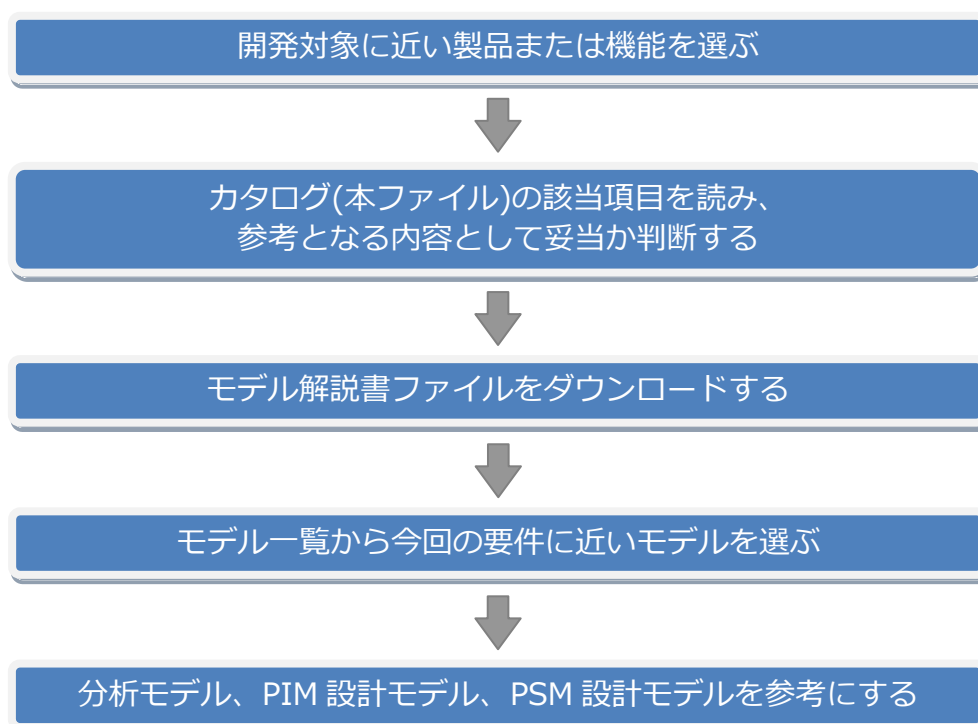 開発対象に近い製品または機能を選ぶ
カタログ(本ファイル)の該当項目を読み、
参考となる内容として妥当か判断する
モデル解説書ファイルをダウンロードする
モデル一覧から今回の要件に近いモデルを選ぶ
分析モデル、PIM 設計モデル、PSM 設計モデルを参考にする